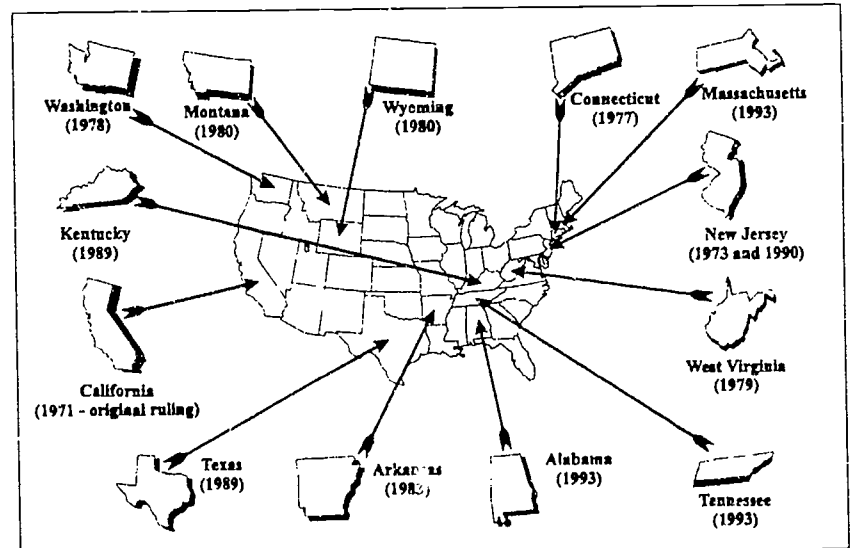 Washington
(1978)
Montana
(1980)
Wyoming
(1980)
Connecticut
(1977)
Massachusetts
(1993)
Kentucky
(1989)
New Jersey
(1973 and 1990)
California
(1971 - original ruling)
West Virginia
(1979)
Texas
(1989)
Arkansas
Alabama
(1993)
Tennessee
(1993)